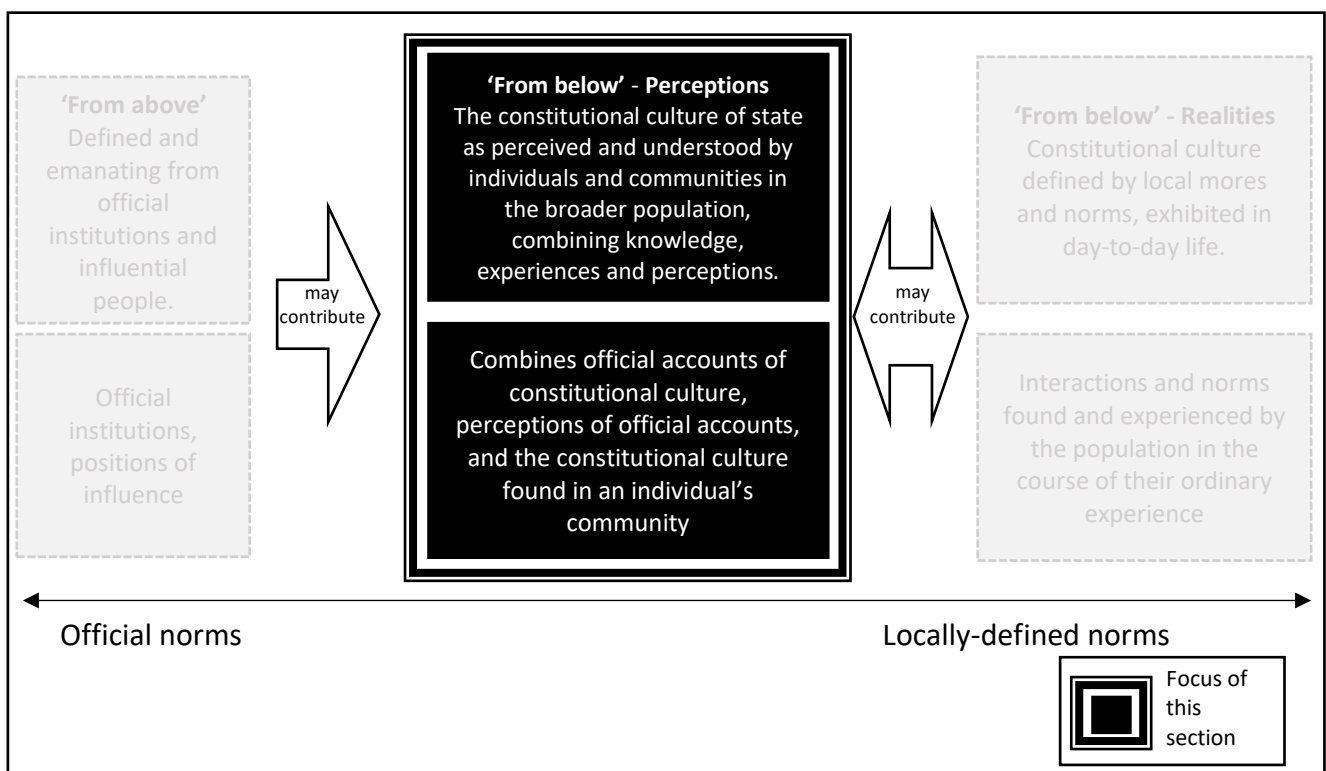 ‘From above’
Defined and
emanating from
official
institutions and
influential
people.
Official
institutions,
positions of
influence
may
contribute
‘From below’ - Perceptions
The constitutional culture of state
as perceived and understood by
individuals and communities in
the broader population,
combining knowledge,
experiences and perceptions.
Combines official accounts of
constitutional culture,
perceptions of official accounts,
and the constitutional culture
found in an individual’s
community
may
contribute
‘From below’ - Realities
Constitutional culture
defined by local mores
and norms, exhibited in
day-to-day life.
Interactions and norms
found and experienced by
the population in the
course of their ordinary
experience
Official norms
Locally-defined norms
Focus of
this
section